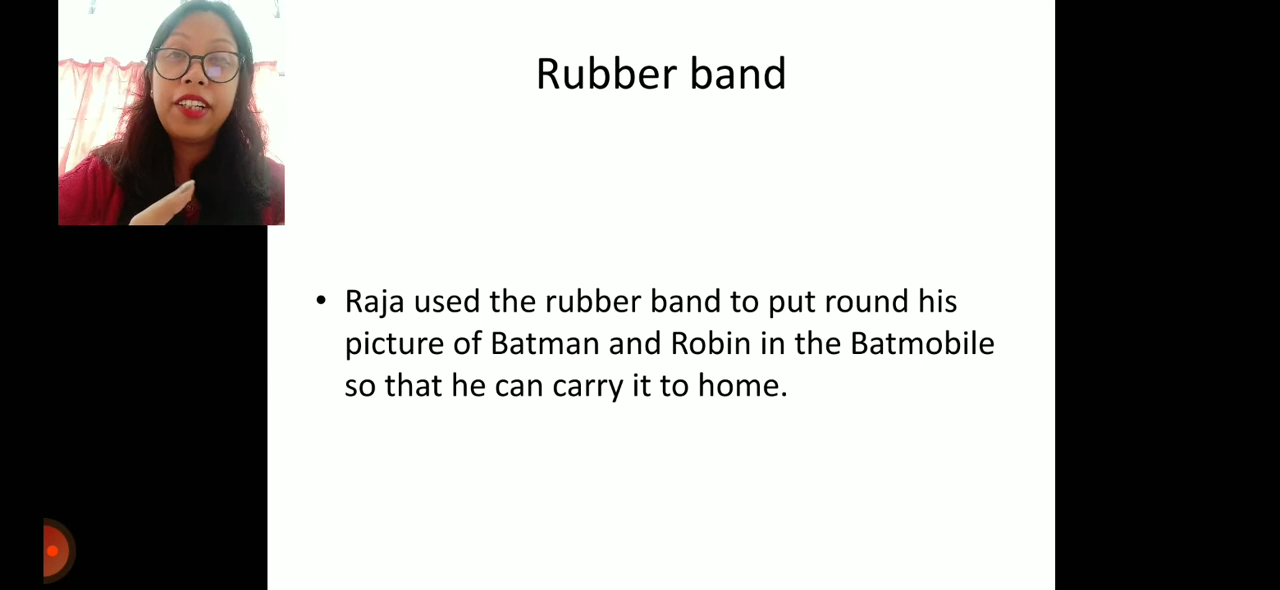 Rubber band
• Raja used the rubber band to put round his
picture of Batman and Robin in the Batmobile
so that he can carry it to home.